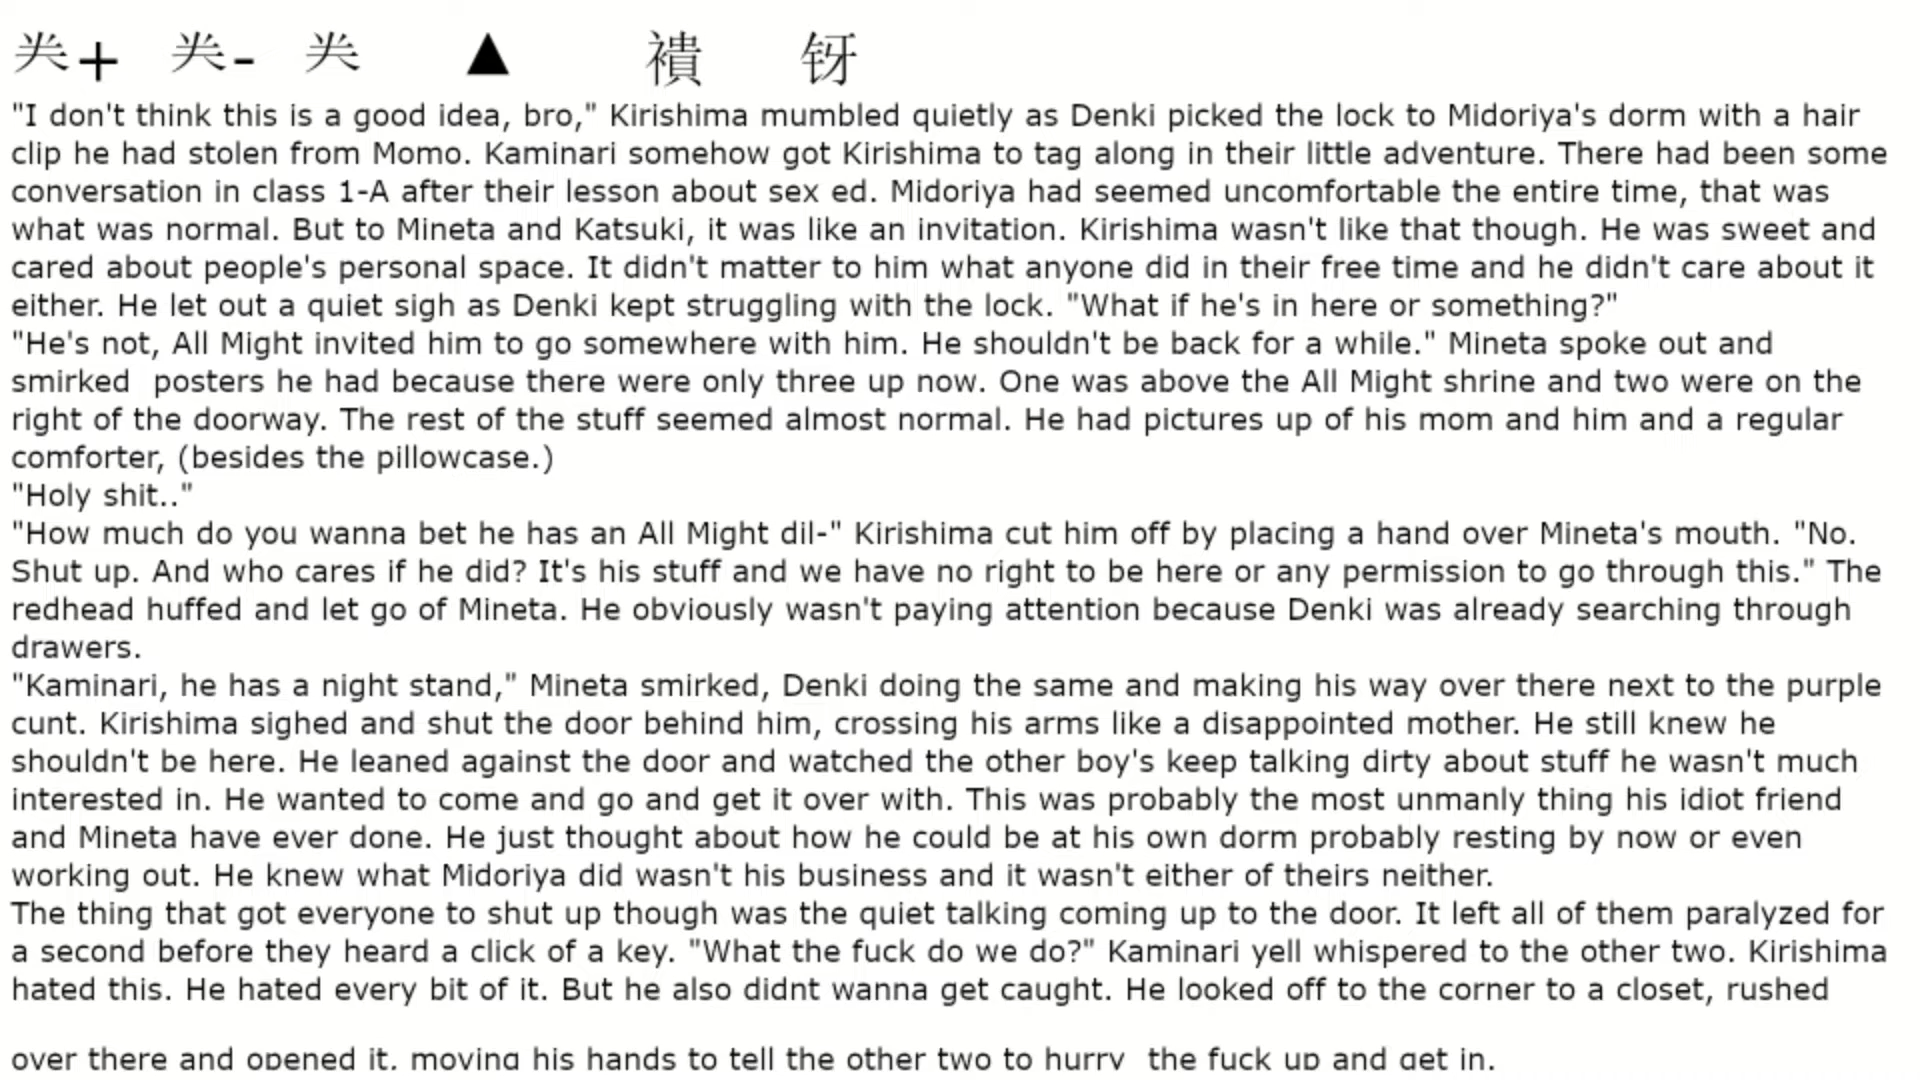 龹+ 龹- 龹 ▲
"I don't think this is a good idea, bro," Kirishima mumbled quietly as Denki picked the lock to Midoriya's dorm with a hair
clip he had stolen from Momo. Kaminari somehow got Kirishima to tag along in their little adventure. There had been some
conversation in class 1-A after their lesson about sex ed. Midoriya had seemed uncomfortable the entire time, that was
what was normal. But to Mineta and Katsuki, it was like an invitation. Kirishima wasn't like that though. He was sweet and
cared about people's personal space. It didn't matter to him what anyone did in their free time and he didn't care about it
either. He let out a quiet sigh as Denki kept struggling with the lock. "What if he's in here or something?"
"He's not, All Might invited him to go somewhere with him. He shouldn't be back for a while." Mineta spoke out and
smirked  posters he had because there were only three up now. One was above the All Might shrine and two were on the
right of the doorway. The rest of the stuff seemed almost normal. He had pictures up of his mom and him and a regular
comforter, (besides the pillowcase.)
"Holy shit.."
"How much do you wanna bet he has an All Might dil-" Kirishima cut him off by placing a hand over Mineta's mouth. "No.
Shut up. And who cares if he did? It's his stuff and we have no right to be here or any permission to go through this." The
redhead huffed and let go of Mineta. He obviously wasn't paying attention because Denki was already searching through
drawers.
"Kaminari, he has a night stand," Mineta smirked, Denki doing the same and making his way over there next to the purple
cunt. Kirishima sighed and shut the door behind him, crossing his arms like a disappointed mother. He still knew he
shouldn't be here. He leaned against the door and watched the other boy's keep talking dirty about stuff he wasn't much
interested in. He wanted to come and go and get it over with. This was probably the most unmanly thing his idiot friend
and Mineta have ever done. He just thought about how he could be at his own dorm probably resting by now or even
working out. He knew what Midoriya did wasn't his business and it wasn't either of theirs neither.
The thing that got everyone to shut up though was the quiet talking coming up to the door. It left all of them paralyzed for
a second before they heard a click of a key. "What the fuck do we do?" Kaminari yell whispered to the other two. Kirishima
hated this. He hated every bit of it. But he also didnt wanna get caught. He looked off to the corner to a closet, rushed
over there and opened it, moving his hands to tell the other two to hurry  the fuck up and get in.